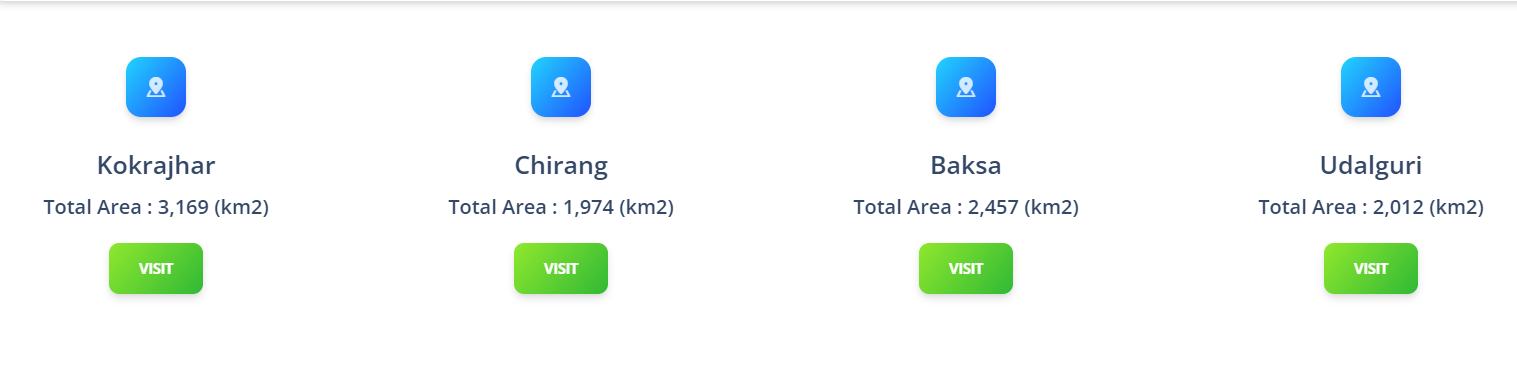 Kokrajhar
Total Area : 3,169 (km2)
VISIT
Chirang
Total Area : 1,974 (km2)
VISIT
Baksa
Total Area : 2,457 (km2)
VISIT
Udalguri
Total Area : 2,012 (km2)
VISIT